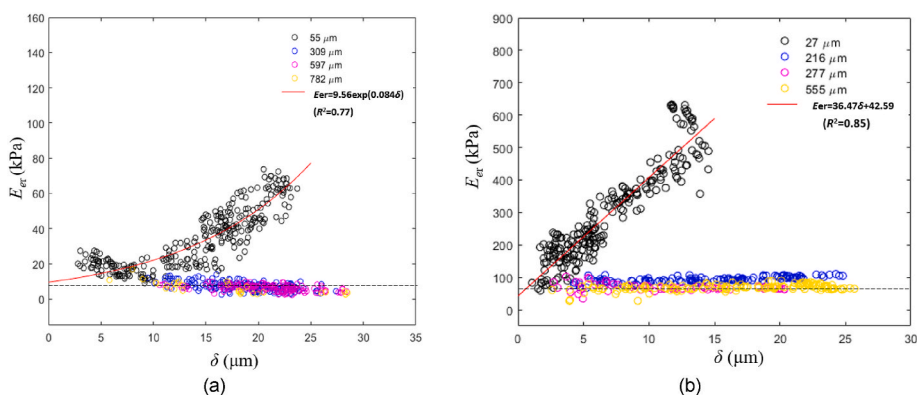 (a)
160
140
120
100
80
60
40
20
0
E_er (kPa)
0 5 10 15 20 25 30 35
δ (μm)
55 μm
309 μm
597 μm
782 μm
Eer=9.56exp(0.084δ)
(R²=0.77)
(a)
(b)
900
800
700
600
500
400
300
200
100
0
E_er (kPa)
0 5 10 15 20 25 30
δ (μm)
27 μm
216 μm
277 μm
555 μm
Eer=36.47δ+42.59
(R²=0.85)
(b)